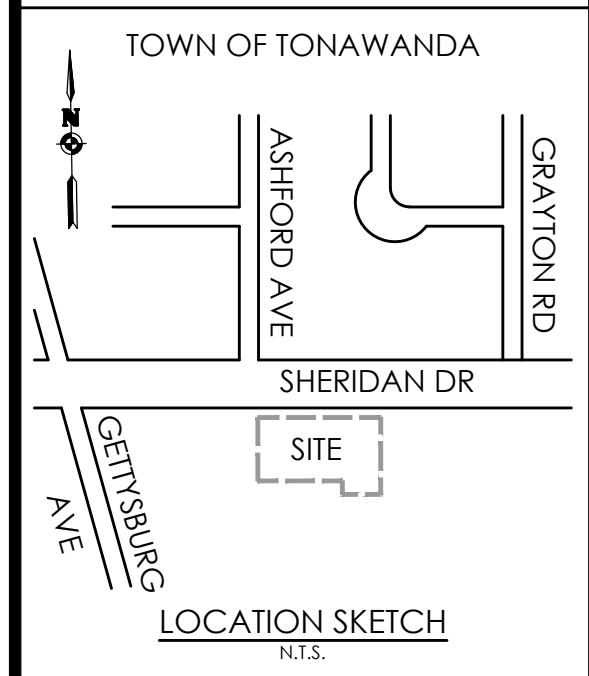 TOWN OF TONAWANDA
N
ASHFORD AVE
GRAYTON RD
SHERIDAN DR
SITE
GETTYSBURG
AVE
LOCATION SKETCH
N.T.S.